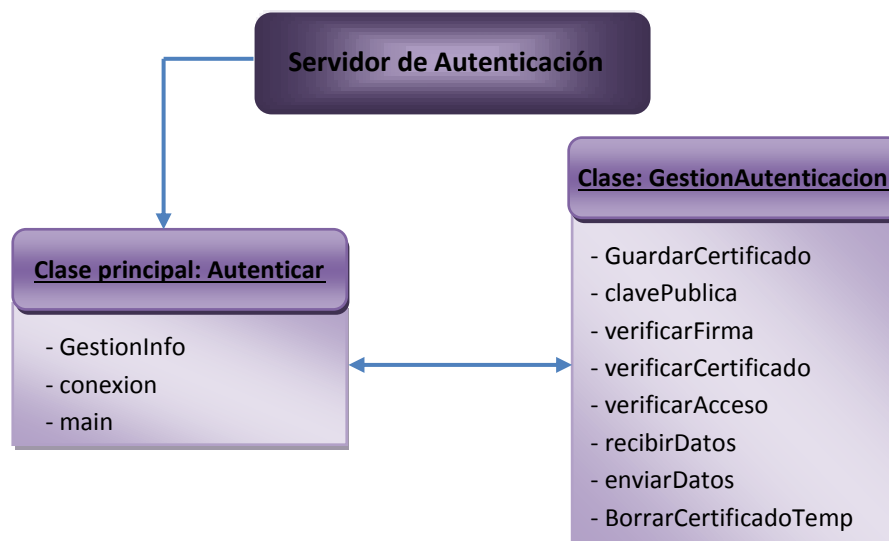 Servidor de Autenticación
Clase principal: Autenticar
- GestionInfo
- conexion
- main
Clase: GestionAutenticacion
- GuardarCertificado
- clavePublica
- verificarFirma
- verificarCertificado
- verificarAcceso
- recibirDatos
- enviarDatos
- BorrarCertificadoTemp